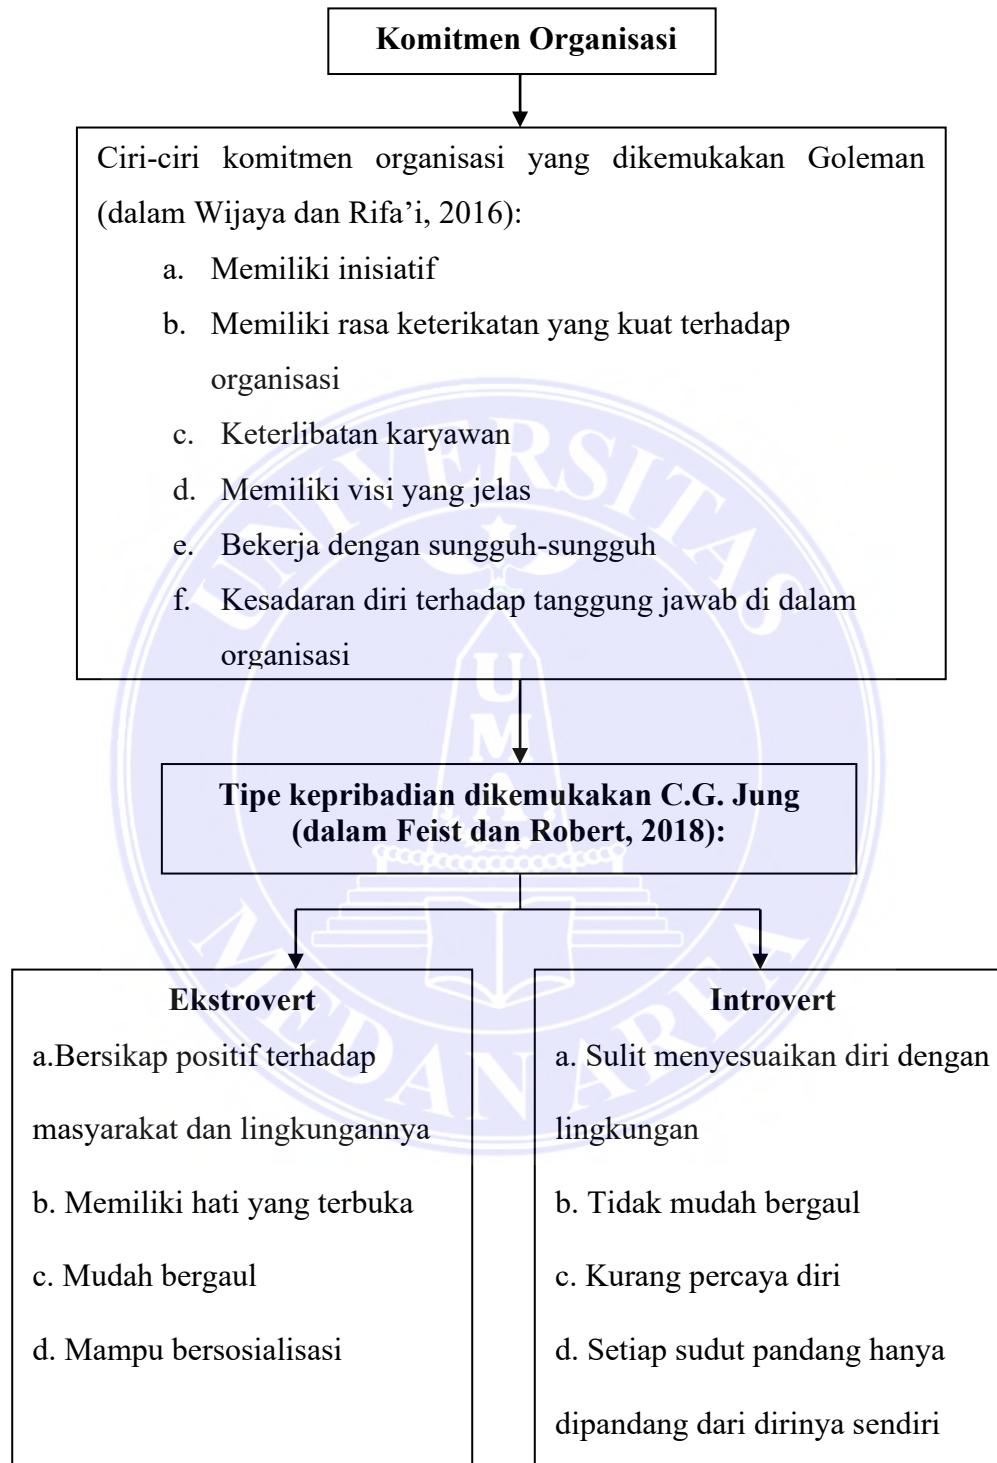 Komitmen Organisasi
Ciri-ciri komitmen organisasi yang dikemukakan Goleman
(dalam Wijaya dan Rifa’i, 2016):
a. Memiliki inisiatif
b. Memiliki rasa keterikatan yang kuat terhadap
organisasi
c. Keterlibatan karyawan
d. Memiliki visi yang jelas
e. Bekerja dengan sungguh-sungguh
f. Kesadaran diri terhadap tanggung jawab di dalam
organisasi
UNIVERSITAS
UMA
MEDAN AREA
Tipe kepribadian dikemukakan C.G. Jung
(dalam Feist dan Robert, 2018):
Ekstrovert
a.Bersikap positif terhadap
masyarakat dan lingkungannya
b. Memiliki hati yang terbuka
c. Mudah bergaul
d. Mampu bersosialisasi
Introvert
a. Sulit menyesuaikan diri dengan
lingkungan
b. Tidak mudah bergaul
c. Kurang percaya diri
d. Setiap sudut pandang hanya
dipandang dari dirinya sendiri